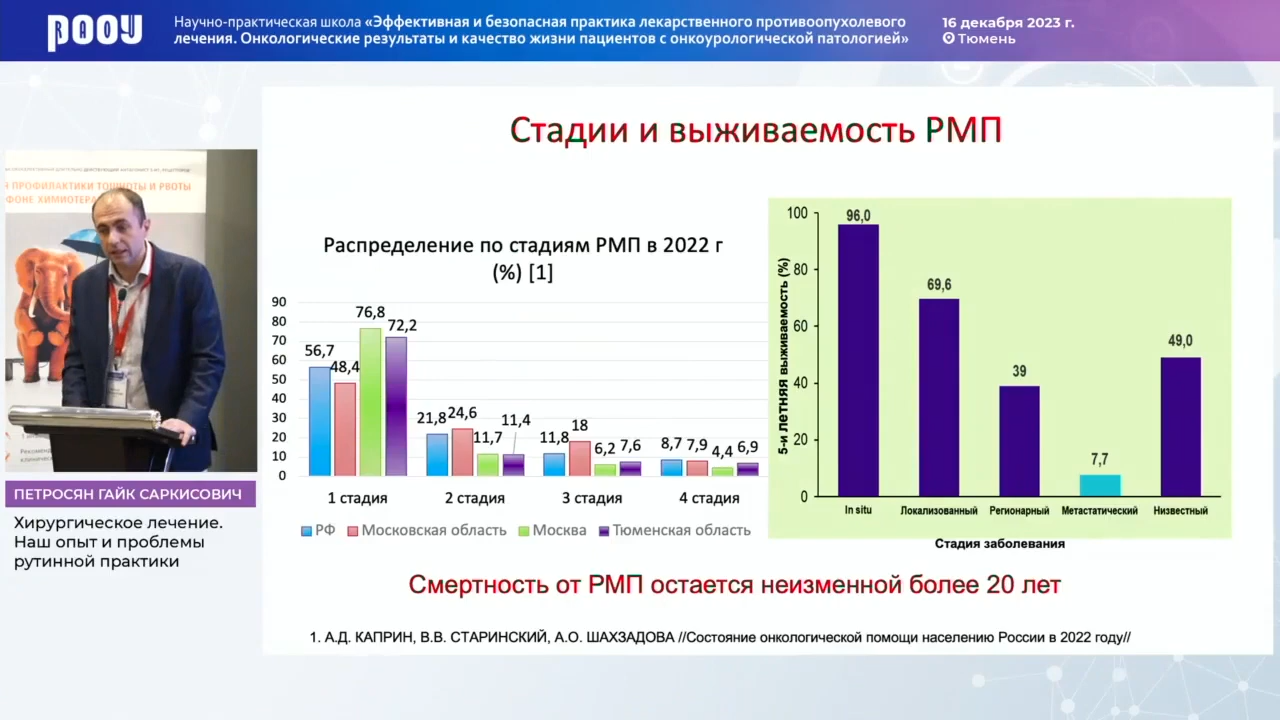 РООУ
RAOU
Научно-практическая школа «Эффективная и безопасная практика лекарственного противоопухолевого
лечения. Онкологические результаты и качество жизни пациентов с онкоурологической патологией»
16 декабря 2023 г.
Тюмень
Я ПРОФИЛАКТИКИ ТОШНОТЫ И РВОТЫ
ФОНЕ ХИМИОТЕРА
ПЕТРОСЯН ГАЙК САРКИСОВИЧ
Хирургическое лечение.
Наш опыт и проблемы
рутинной практики
Стадии и выживаемость РМП
Распределение по стадиям РМП в 2022 г
(%) [1]
90
80
70
60
50
40
30
20
10
0
56,7
48,4
76,8
72,2
21,8
24,6
11,7
11,4
11,8
18
6,2
7,6
8,7
7,9
4,4
6,9
1 стадия
2 стадия
3 стадия
4 стадия
РФ
Московская область
Москва
Тюменская область
5-и летняя выживаемость (%)
100
80
60
40
20
0
96,0
69,6
39
7,7
49,0
In situ
Локализованный
Регионарный
Метастатический
Низвестный
Стадия заболевания
Смертность от РМП остается неизменной более 20 лет
1. А.Д. КАПРИН, В.В. СТАРИНСКИЙ, А.О. ШАХЗАДОВА //Состояние онкологической помощи населению России в 2022 году//